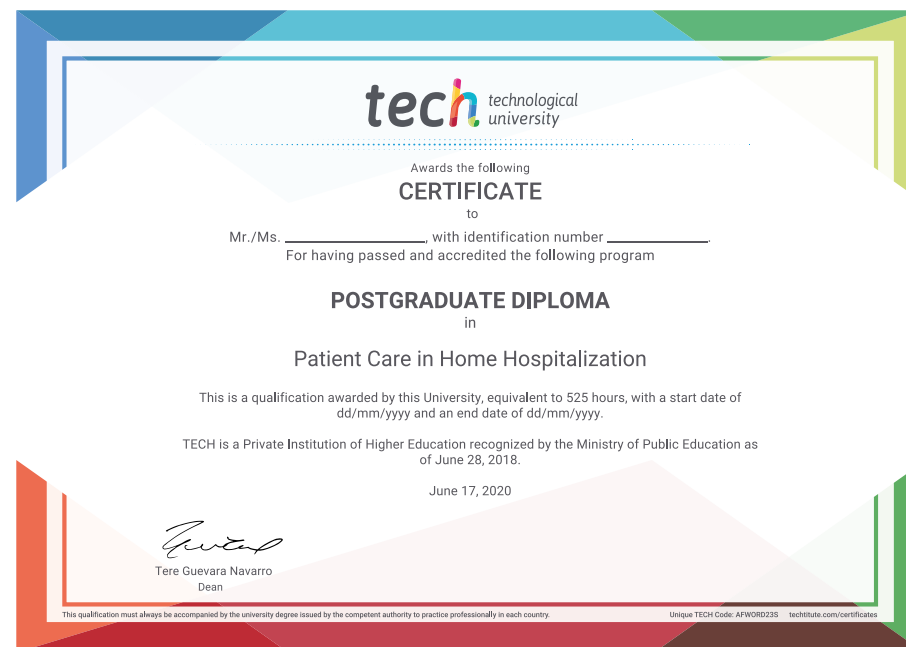 tech technological
university
Awards the following
CERTIFICATE
to
Mr./Ms. ____________________, with identification number ______________.
For having passed and accredited the following program
POSTGRADUATE DIPLOMA
in
Patient Care in Home Hospitalization
This is a qualification awarded by this University, equivalent to 525 hours, with a start date of
dd/mm/yyyy and an end date of dd/mm/yyyy.
TECH is a Private Institution of Higher Education recognized by the Ministry of Public Education as
of June 28, 2018.
June 17, 2020
Tere Guevara Navarro
Dean
This qualification must always be accompanied by the university degree issued by the competent authority to practice professionally in each country.
Unique TECH Code: AFWORD23S techtitute.com/certificates